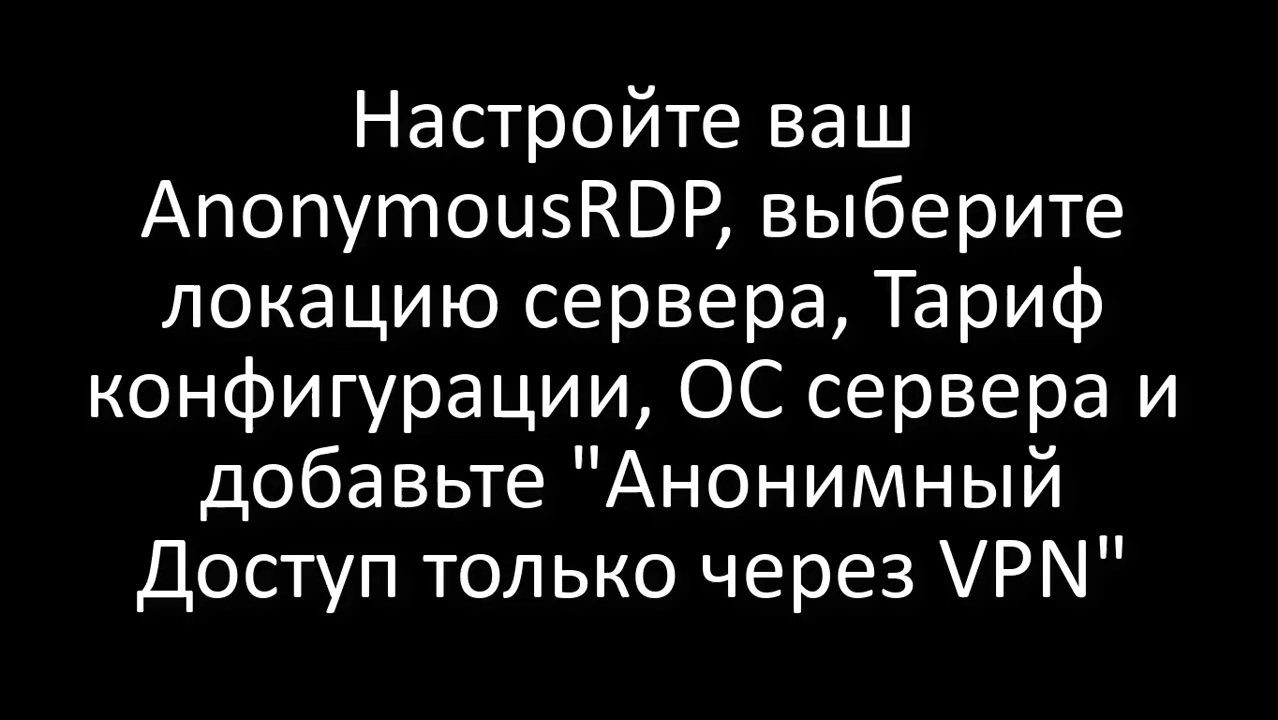 Настройте ваш
AnonymousRDP, выберите
локацию сервера, Тариф
конфигурации, ОС сервера и
добавьте "Анонимный
Доступ только через VPN"